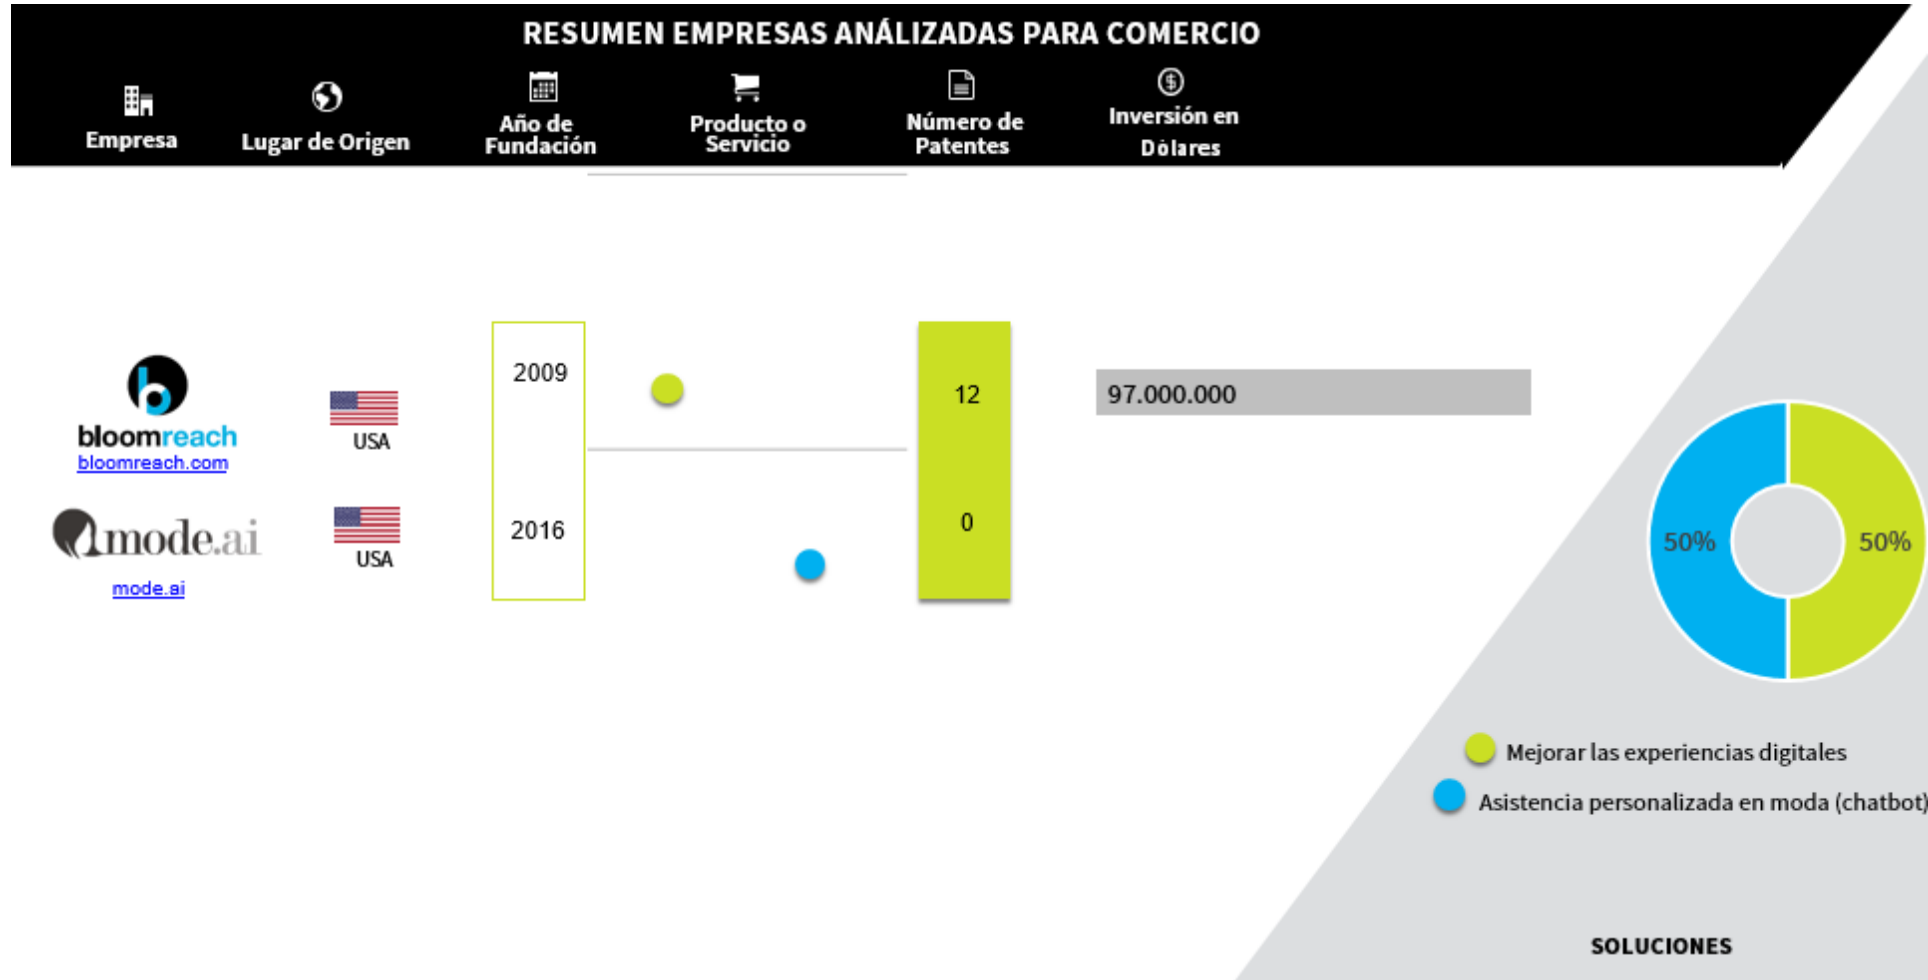 RESUMEN EMPRESAS ANÁLIZADAS PARA COMERCIO
Empresa
Lugar de Origen
Año de
Fundación
Producto o
Servicio
Número de
Patentes
Inversión en
Dólares
bloomreach
bloomreach.com
USA
2009
12
97.000.000
mode.ai
mode.ai
USA
2016
0
50%
50%
Mejorar las experiencias digitales
Asistencia personalizada en moda (chatbot)
SOLUCIONES